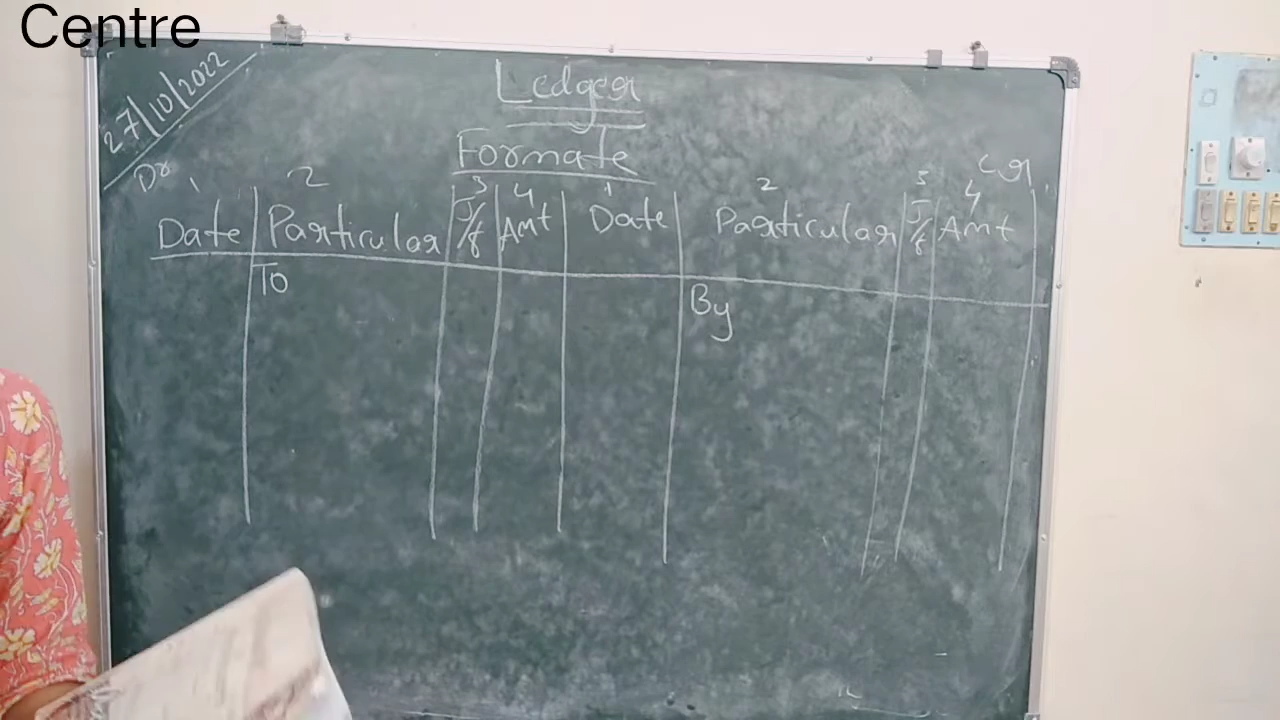 Centre
27/10/2022
Ledger
Formate
Dr
Cr
1 2 3 4 1 2 3 4
Date Particular J/f Amt Date Particular J/f Amt
To
By